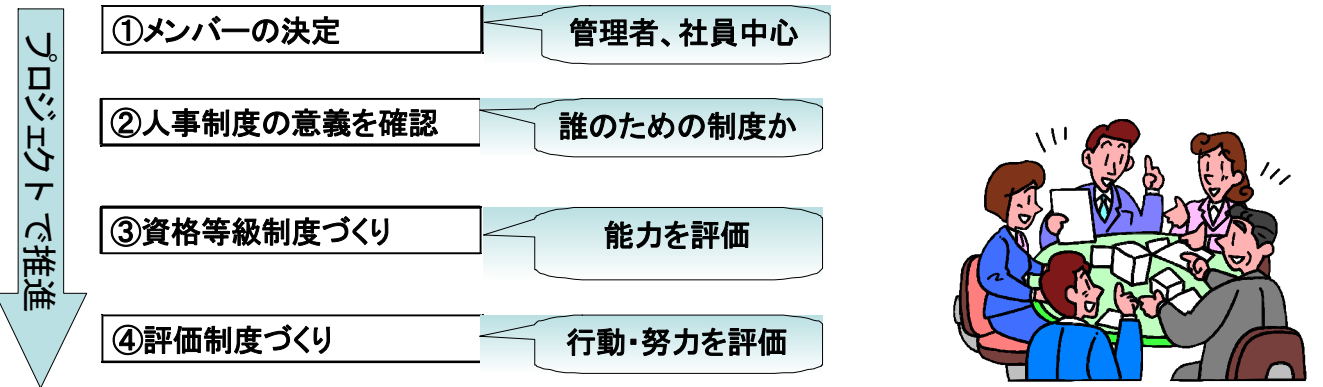 プロジェクトで推進
①メンバーの決定
管理者、社員中心
②人事制度の意義を確認
誰のための制度か
③資格等級制度づくり
能力を評価
④評価制度づくり
行動・努力を評価